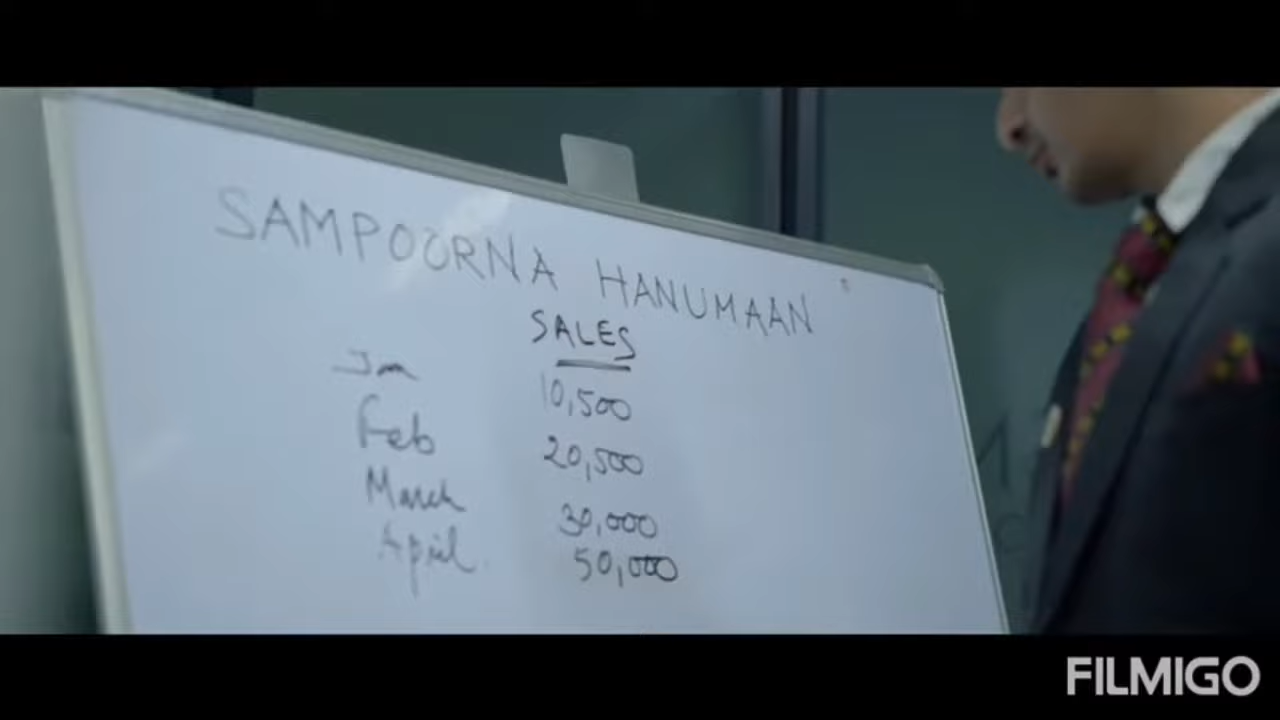 SAMPOORNA HANUMAAN
SALES
Jan 10,500
Feb 20,500
March 30,000
April 50,000
FILMIGO